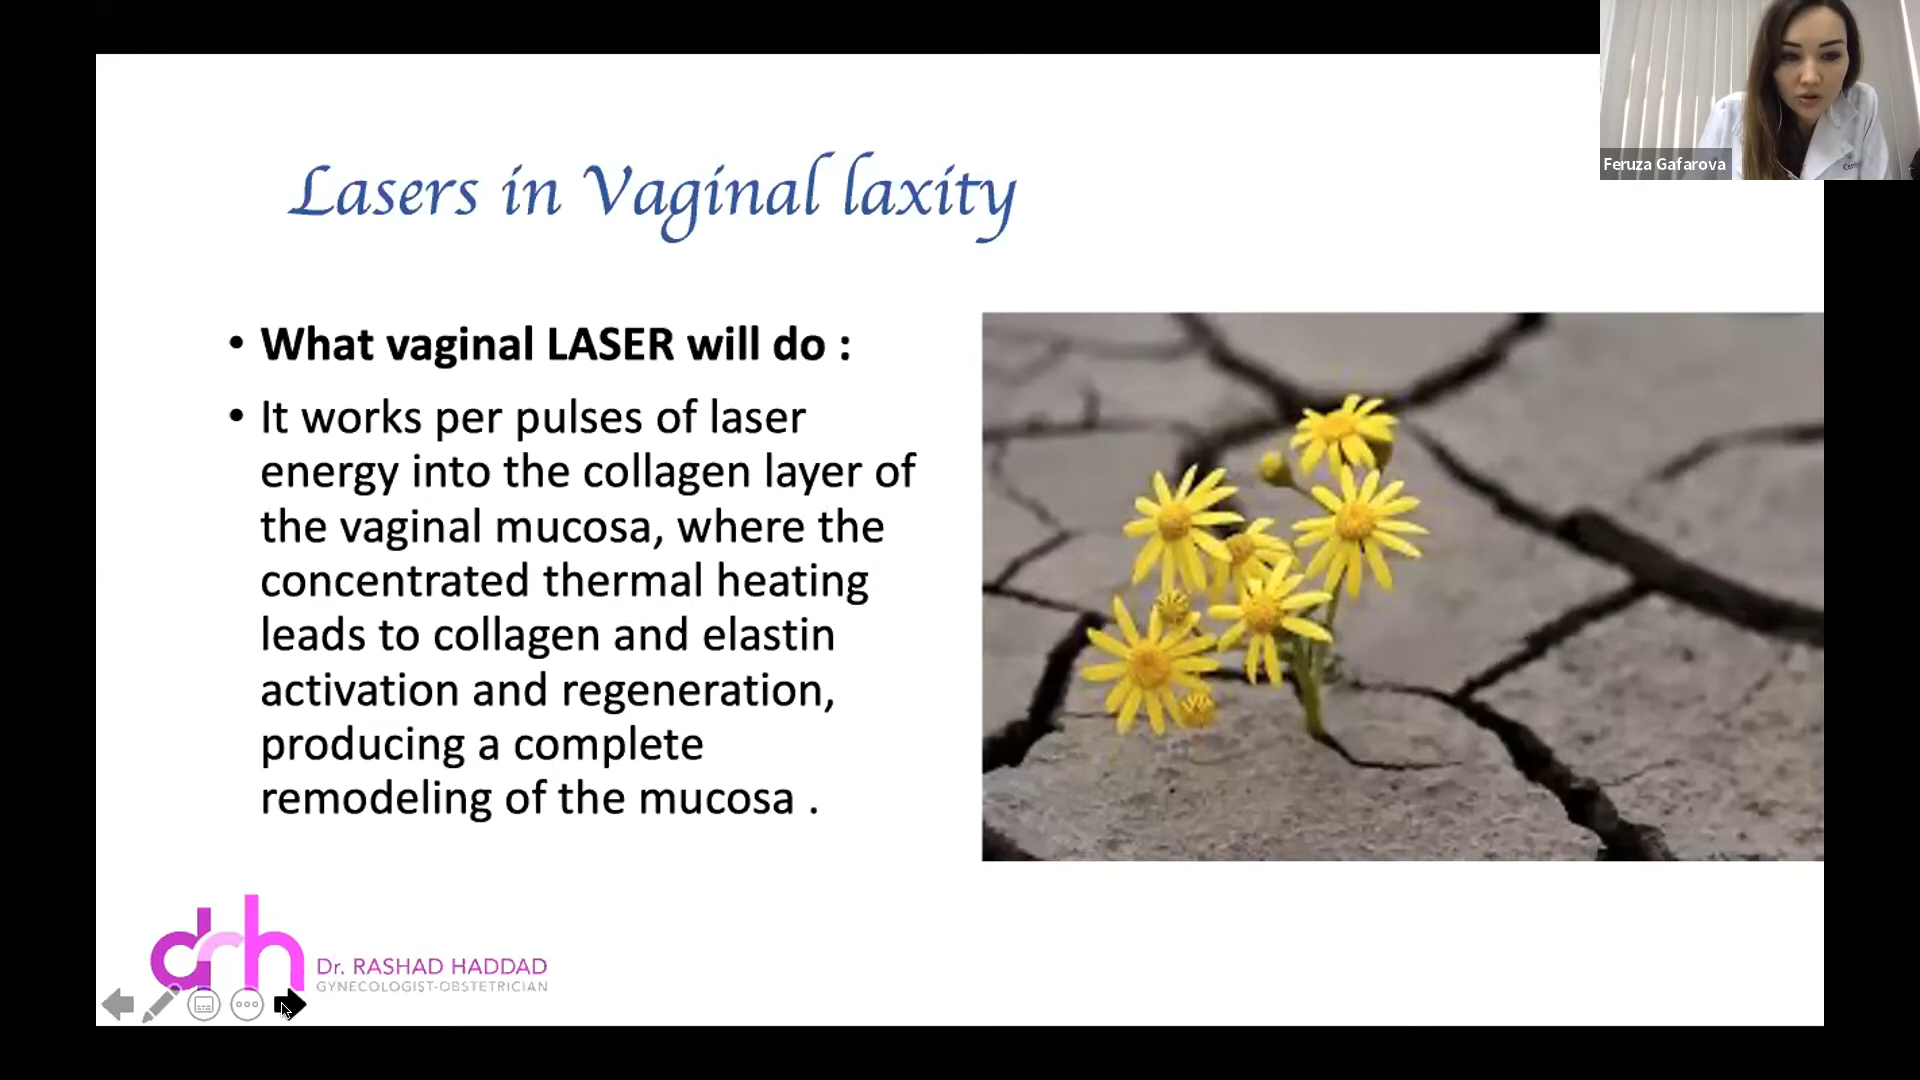 Feruza Gafarova
Lasers in Vaginal laxity
• What vaginal LASER will do :
• It works per pulses of laser
energy into the collagen layer of
the vaginal mucosa, where the
concentrated thermal heating
leads to collagen and elastin
activation and regeneration,
producing a complete
remodeling of the mucosa .
drh
Dr. RASHAD HADDAD
GYNECOLOGIST-OBSTETRICIAN